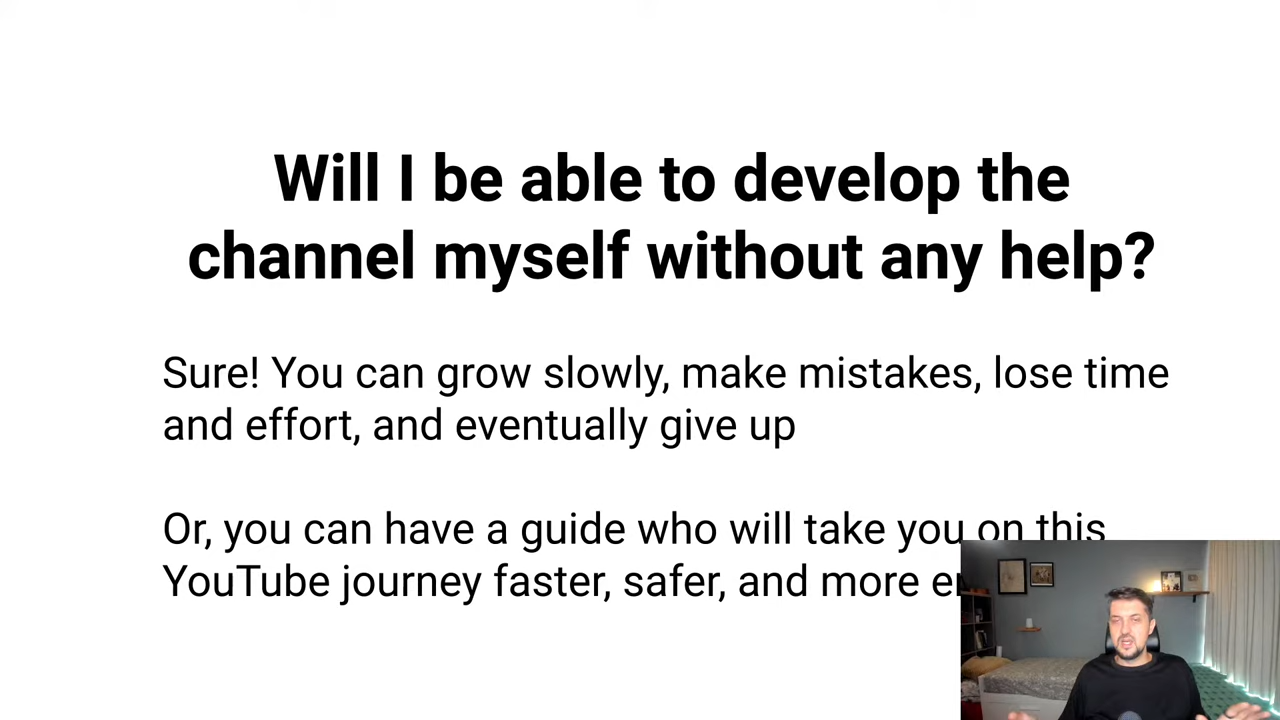 Will I be able to develop the
channel myself without any help?
Sure! You can grow slowly, make mistakes, lose time
and effort, and eventually give up
Or, you can have a guide who will take you on this
YouTube journey faster, safer, and more